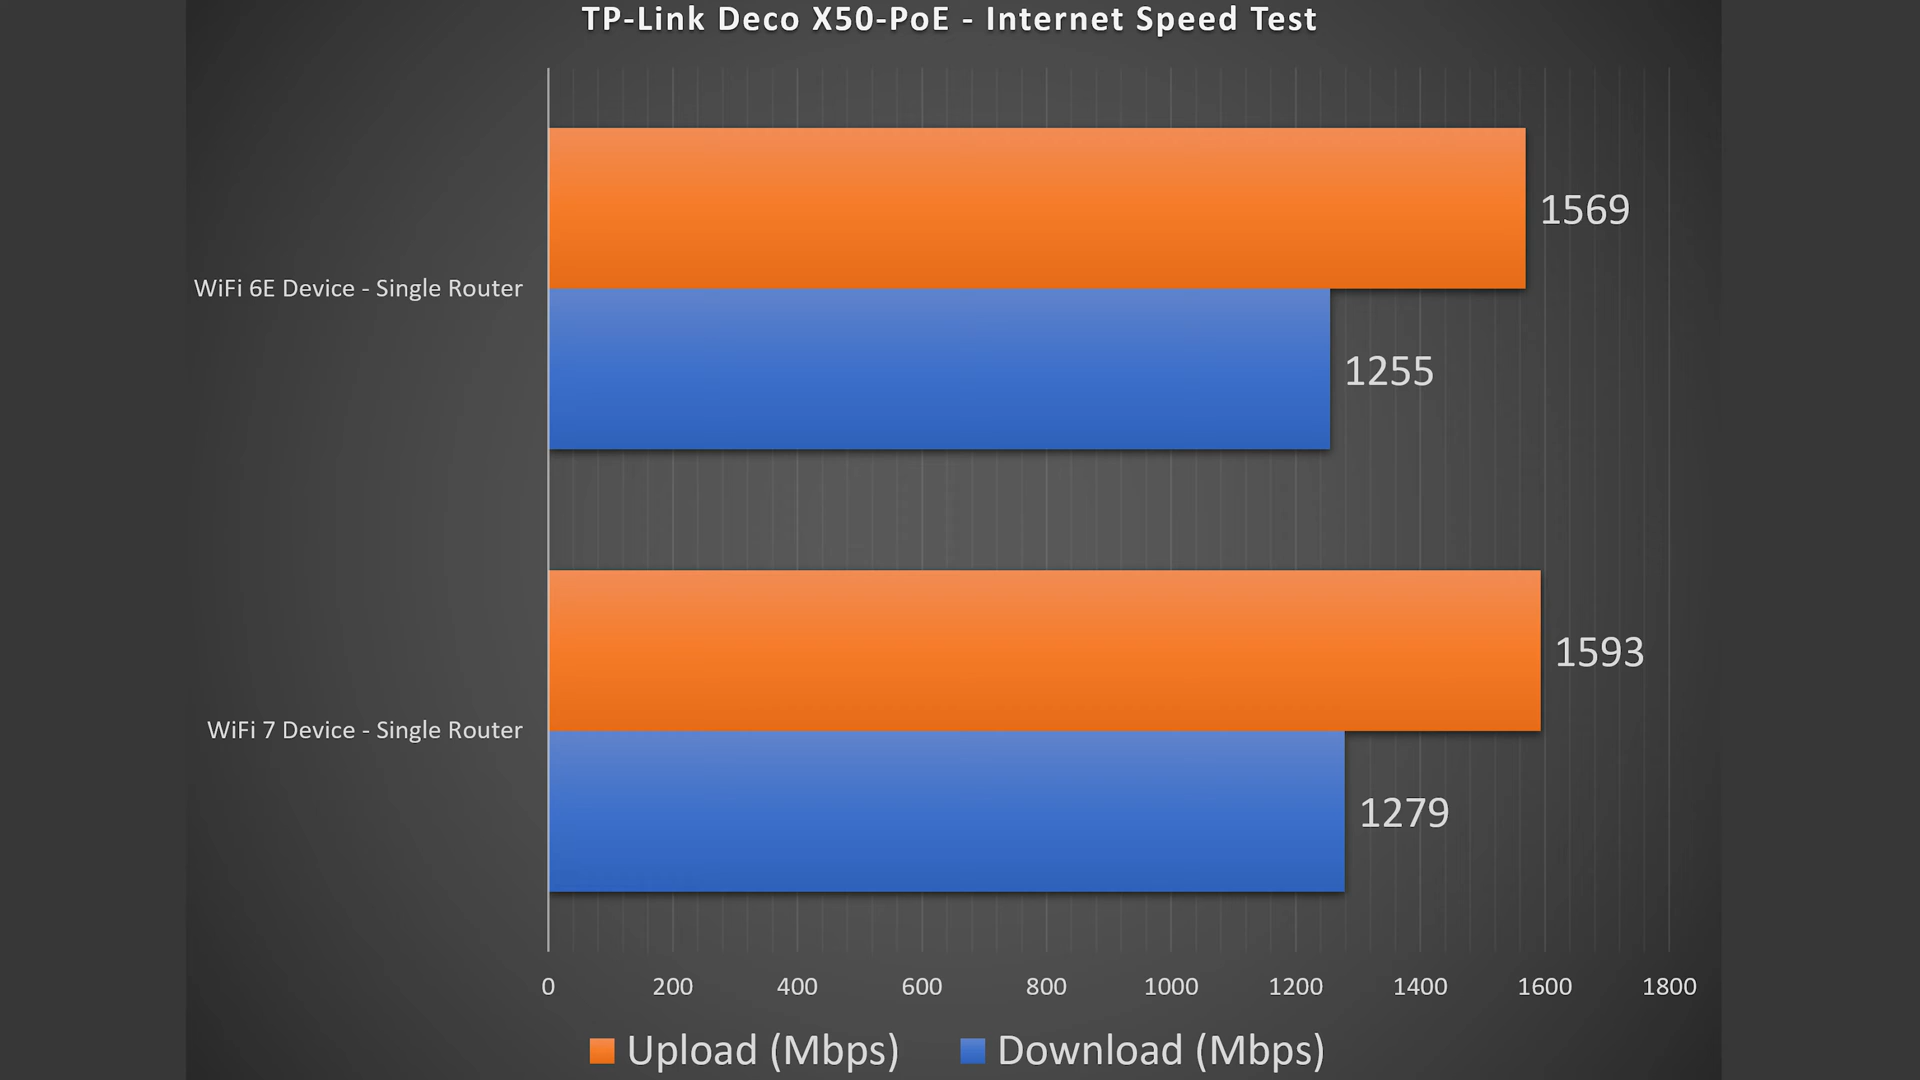 TP-Link Deco X50-PoE - Internet Speed Test
1569
WiFi 6E Device - Single Router
1255
1593
WiFi 7 Device - Single Router
1279
0 200 400 600 800 1000 1200 1400 1600 1800
Upload (Mbps) Download (Mbps)